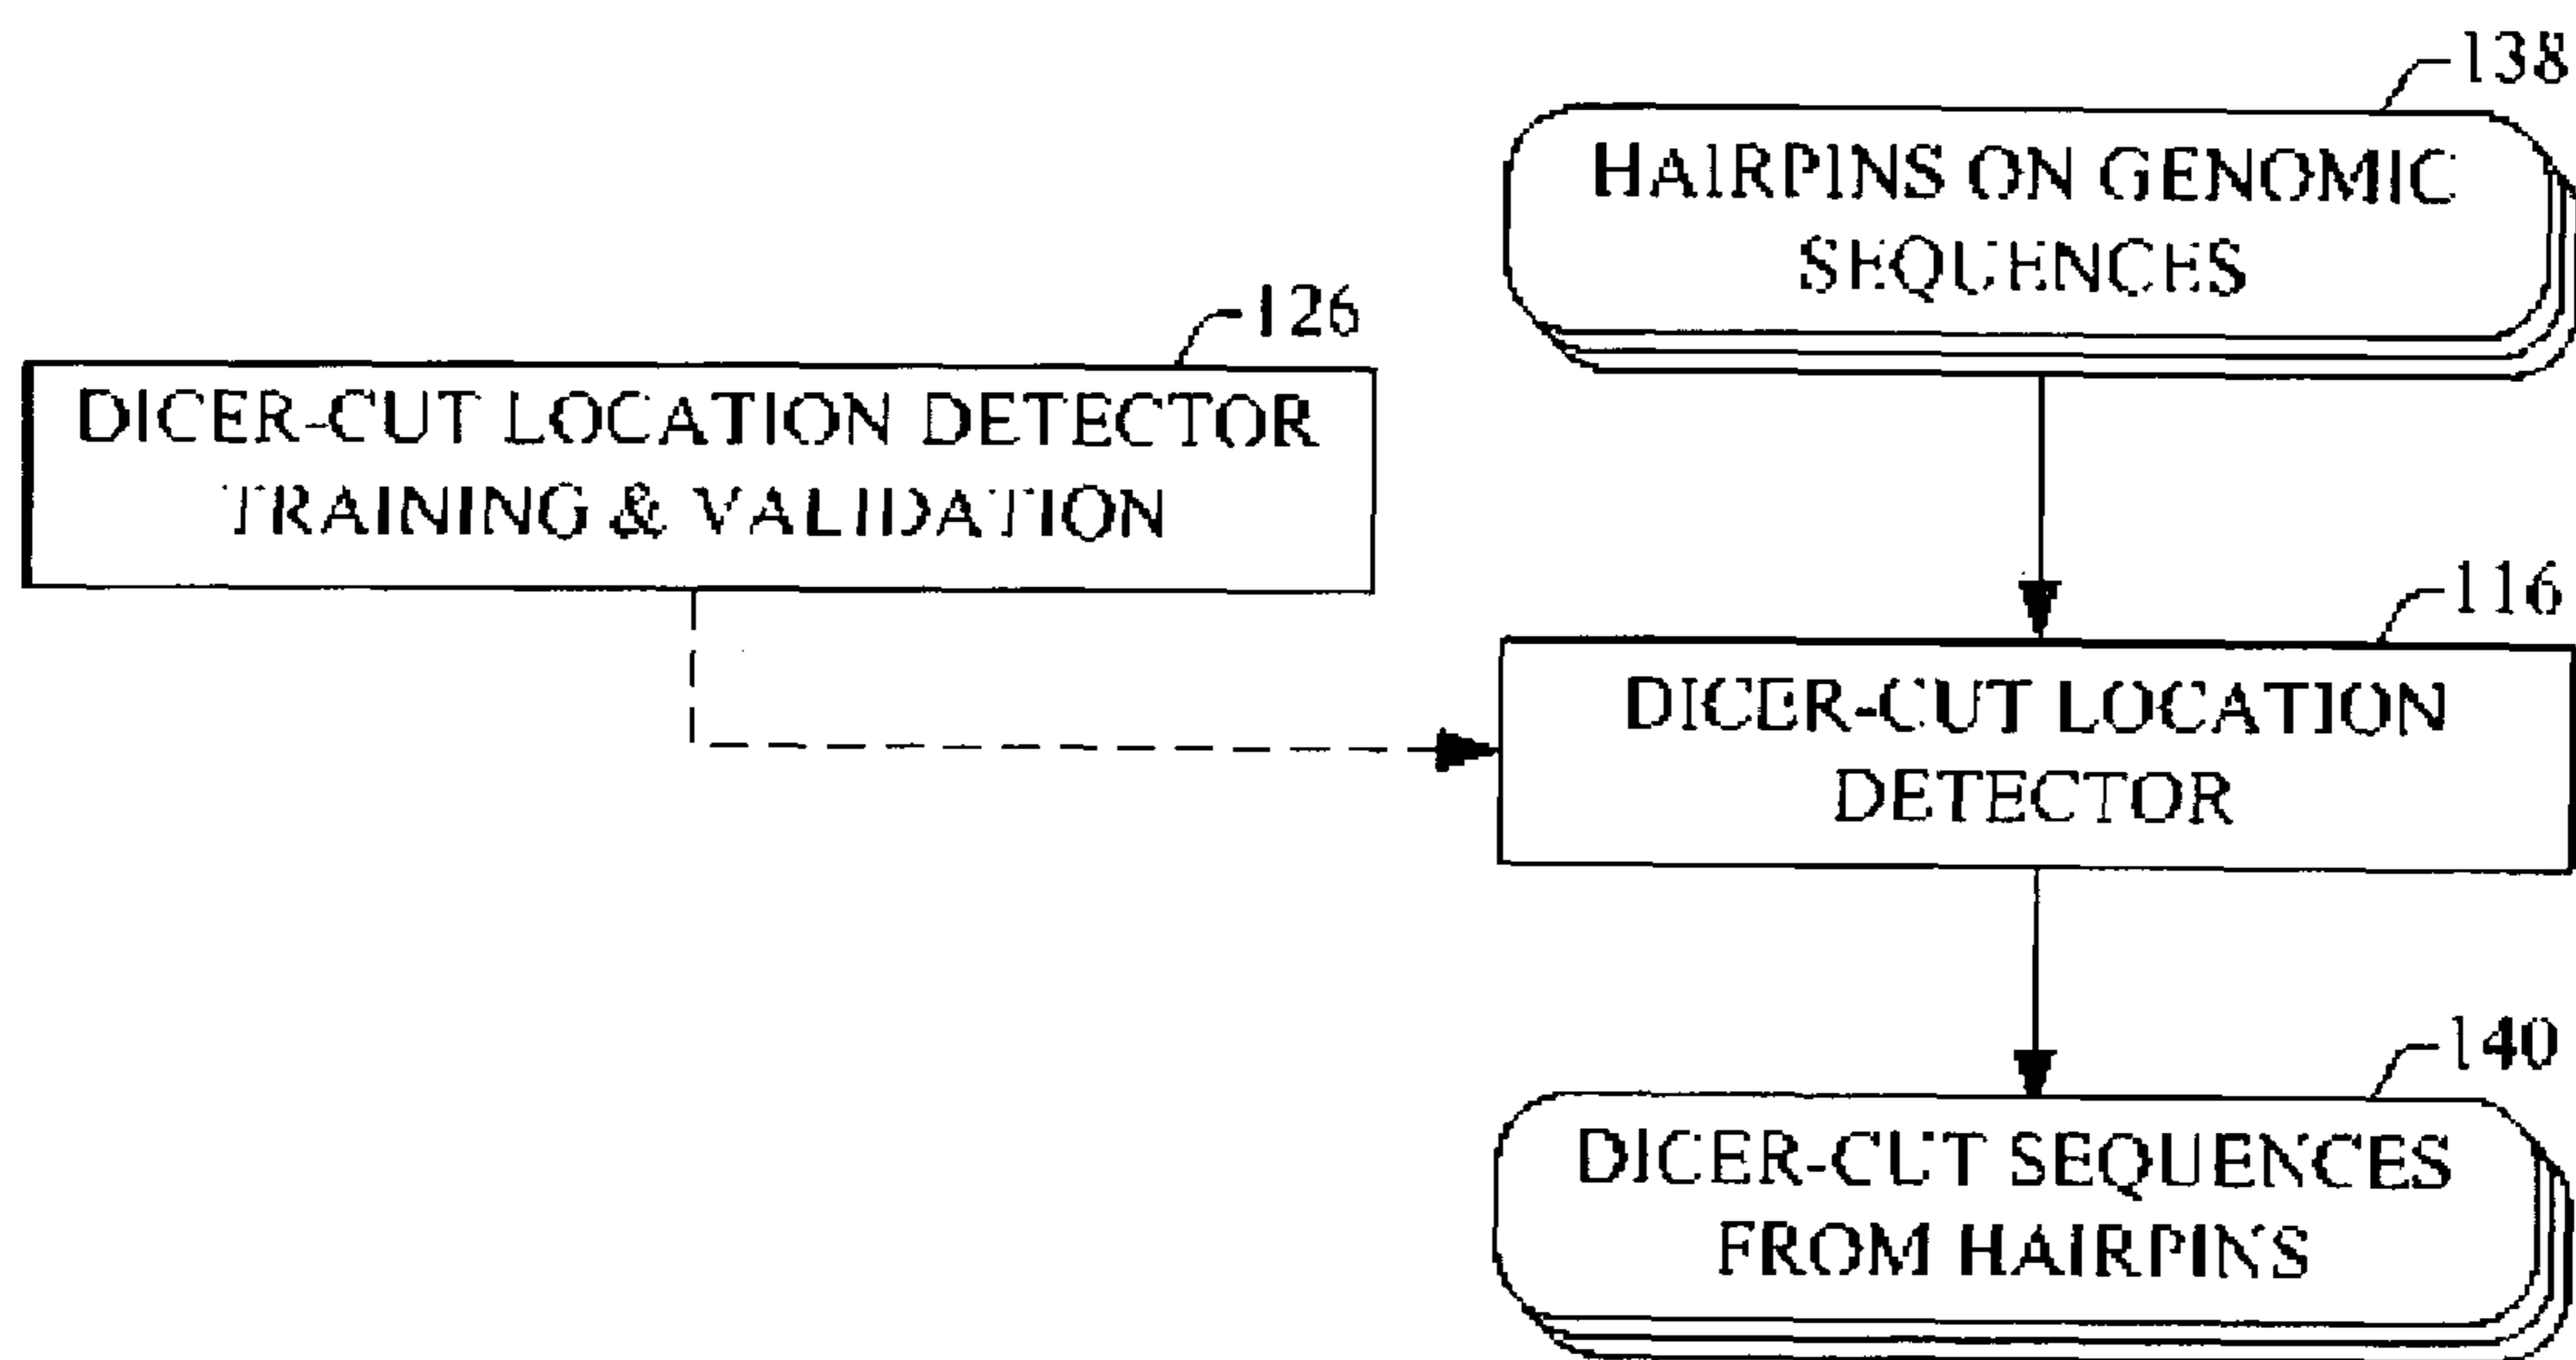 138
HAIRPINS ON GENOMIC
SEQUENCES
126
DICER-CUT LOCATION DETECTOR
TRAINING & VALIDATION
116
DICER-CUT LOCATION
DETECTOR
140
DICER-CUT SEQUENCES
FROM HAIRPINS